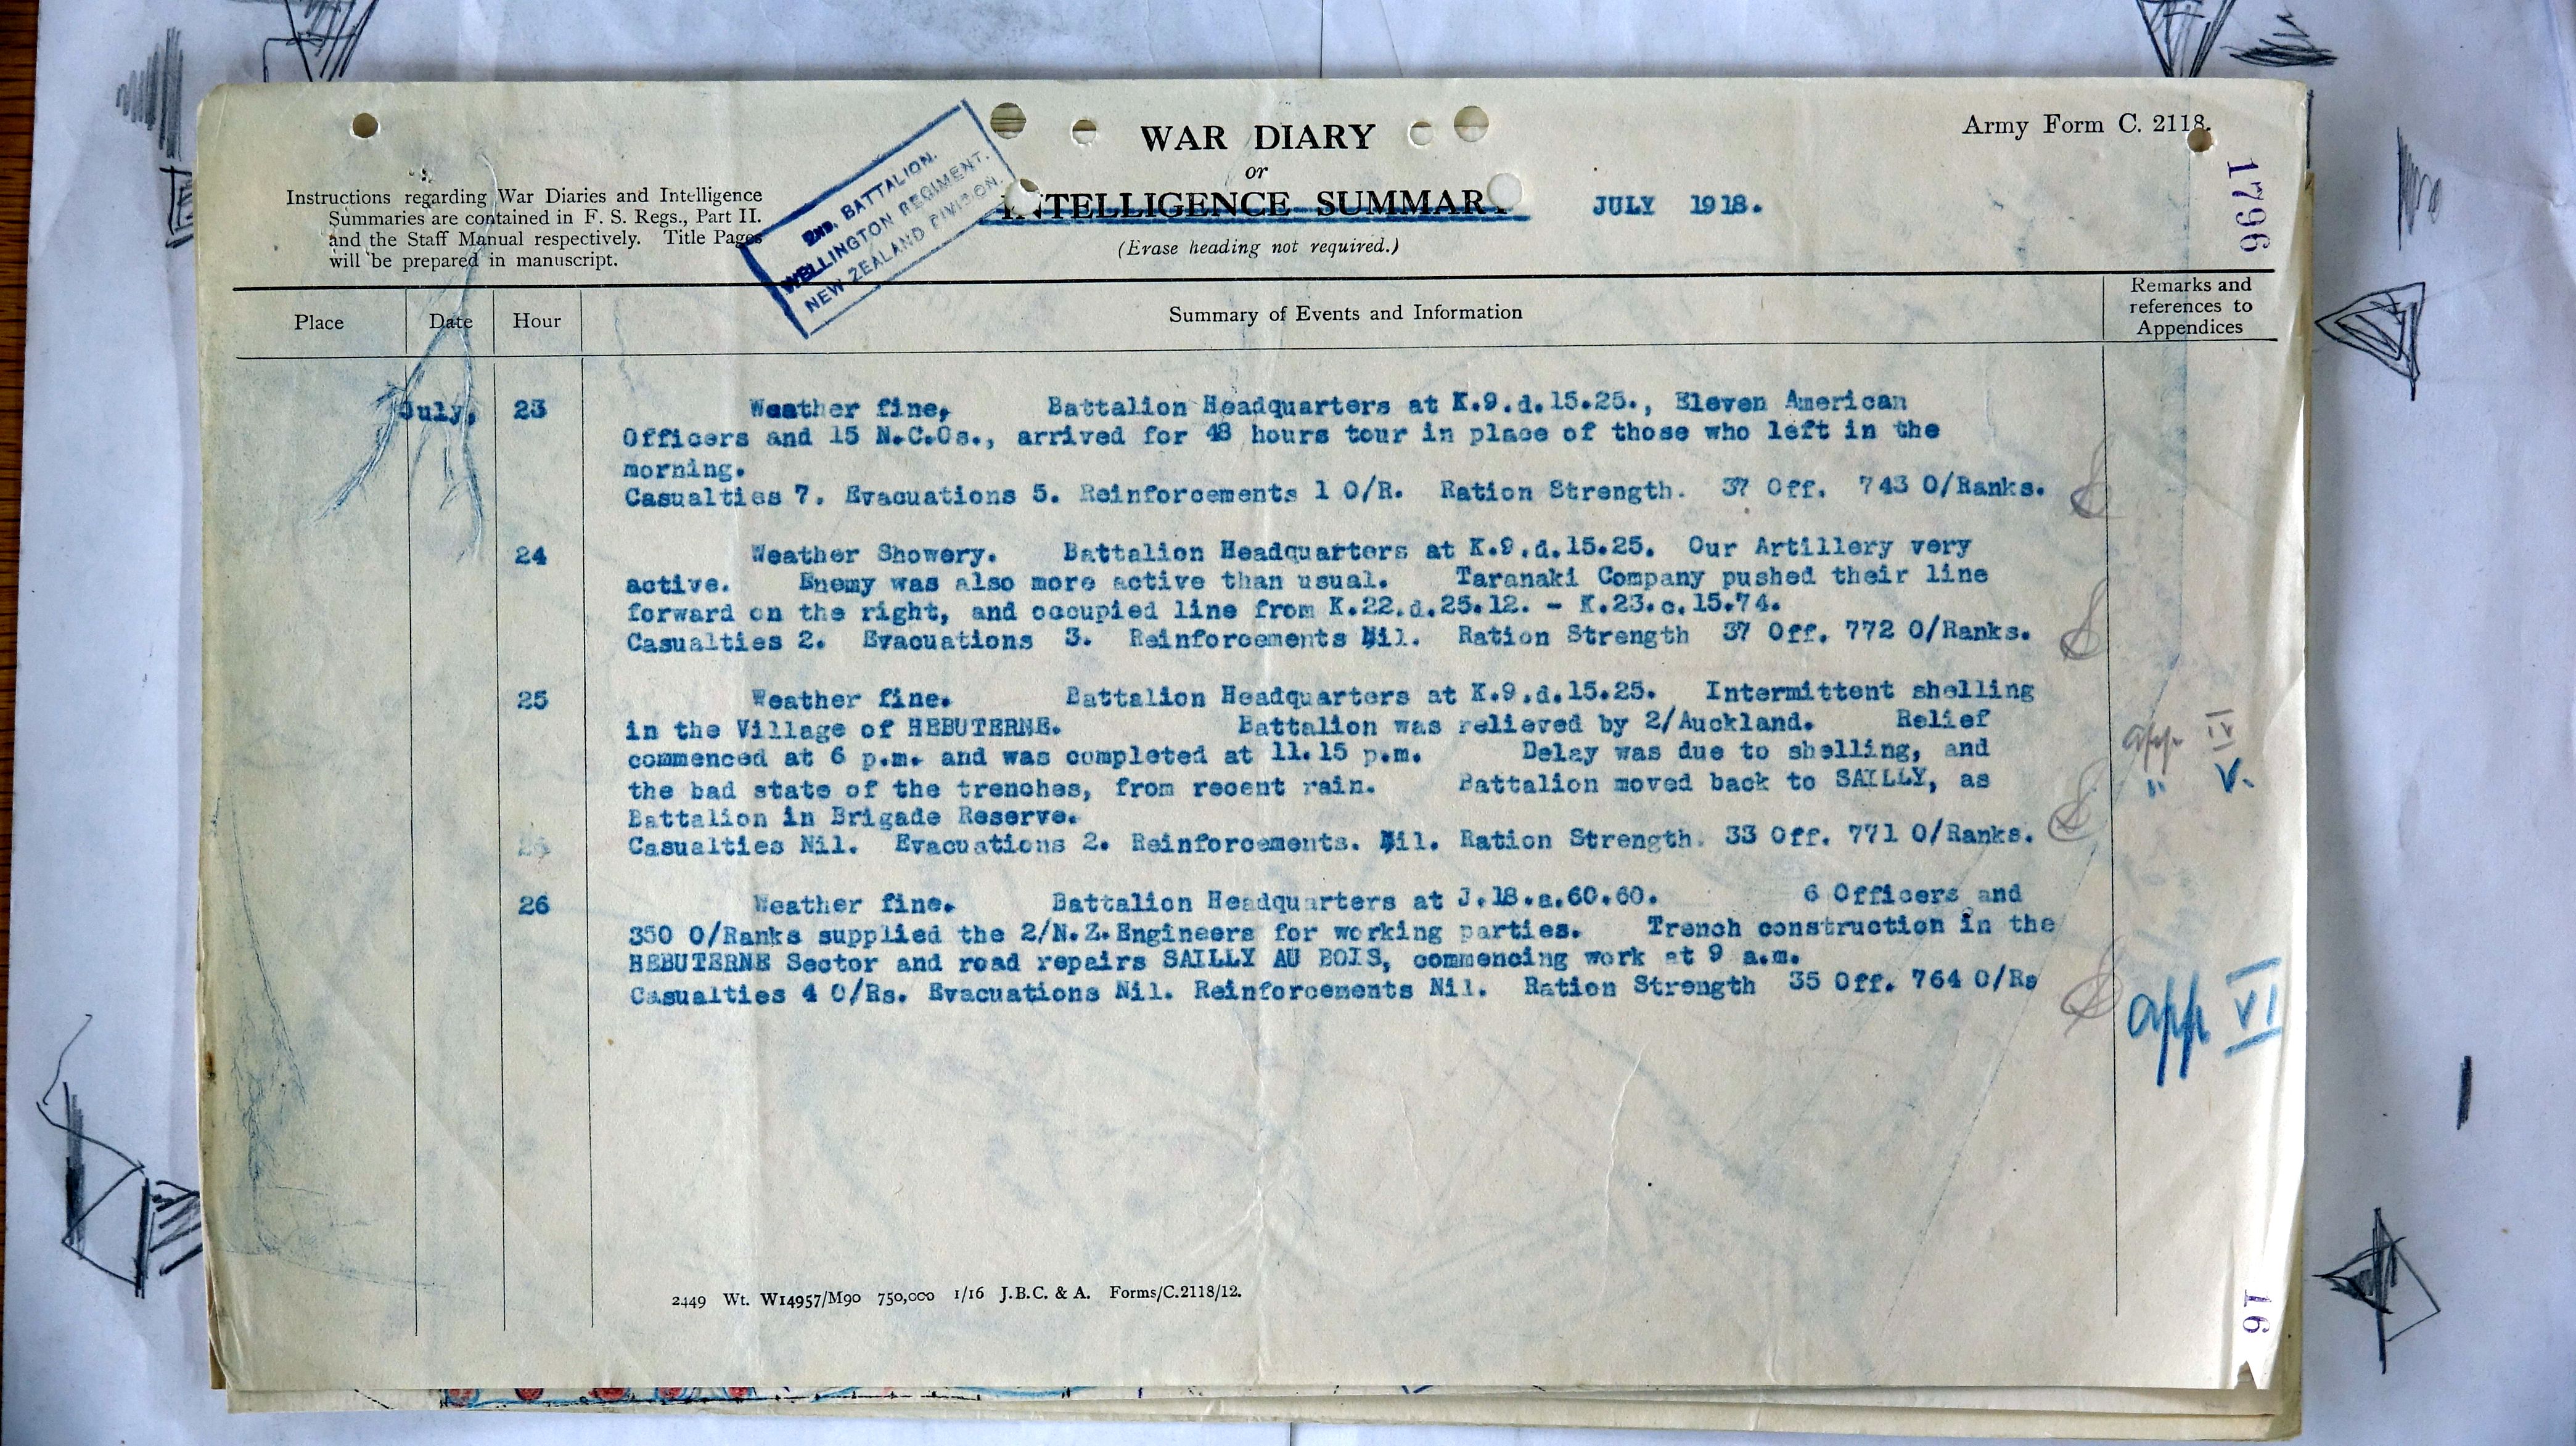 Army Form C. 2118.
1796
WAR DIARY
or
INTELLIGENCE SUMMARY
JULY 1918.
(Erase heading not required.)
Instructions regarding War Diaries and Intelligence
Summaries are contained in F. S. Regs., Part II.
and the Staff Manual respectively. Title Pages
will be prepared in manuscript.
2ND. BATTALION.
WELLINGTON REGIMENT.
NEW ZEALAND DIVISION.
Place
Date
Hour
Summary of Events and Information
Remarks and
references to
Appendices
July, 23 Weather fine, Battalion Headquarters at K.9.d.15.25., Eleven American
Officers and 15 N.C.Os., arrived for 48 hours tour in place of those who left in the
morning.
Casualties 7. Evacuations 5. Reinforcements 1 O/R. Ration Strength. 37 Off. 743 O/Ranks.
24 Weather Showery. Battalion Headquarters at K.9.d.15.25. Our Artillery very
active. Enemy was also more active than usual. Taranaki Company pushed their line
forward on the right, and occupied line from K.22.d.25.12. - K.23.c.15.74.
Casualties 2. Evacuations 3. Reinforcements Nil. Ration Strength 37 Off. 772 O/Ranks.
25 Weather fine. Battalion Headquarters at K.9.d.15.25. Intermittent shelling
in the Village of HEBUTERNE. Battalion was relieved by 2/Auckland. Relief
commenced at 6 p.m. and was completed at 11.15 p.m. Delay was due to shelling, and
the bad state of the trenches, from recent rain. Battalion moved back to SAILLY, as
Battalion in Brigade Reserve.
Casualties Nil. Evacuations 2. Reinforcements. Nil. Ration Strength. 33 Off. 771 O/Ranks.
app IV
" V.
26 Weather fine. Battalion Headquarters at J.18.a.60.60. 6 Officers and
350 O/Ranks supplied the 2/N.Z.Engineers for working parties. Trench construction in the
HEBUTERNE Sector and road repairs SAILLY AU BOIS, commencing work at 9 a.m.
Casualties 4 O/Rs. Evacuations Nil. Reinforcements Nil. Ration Strength 35 Off. 764 O/Rs
app VI
2449 Wt. W14957/M90 750,000 1/16 J.B.C. & A. Forms/C.2118/12.
16